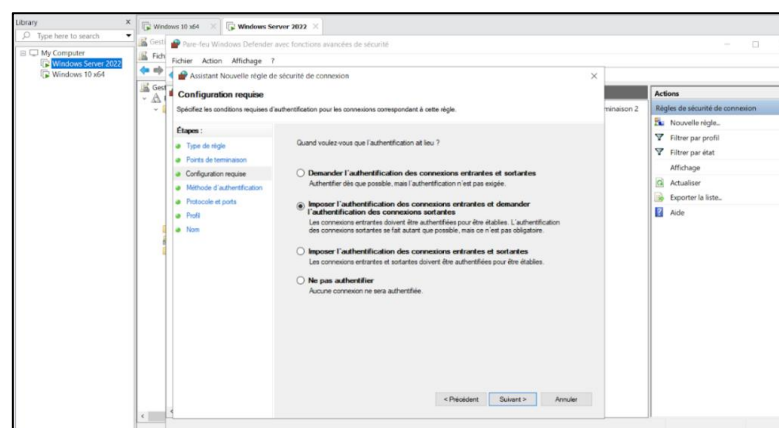 Library
Type here to search
My Computer
Windows Server 2022
Windows 10 x64
Windows 10 x64
Windows Server 2022
Gesti
Pare-feu Windows Defender avec fonctions avancées de sécurité
Fich
Fichier Action Affichage ?
Assistant Nouvelle règle de sécurité de connexion
Gest
Configuration requise
Spécifiez les conditions requises d'authentification pour les connexions correspondant à cette règle.
Étapes :
Type de règle
Points de terminaison
Configuration requise
Méthode d'authentification
Protocole et ports
Profil
Nom
Quand voulez-vous que l'authentification ait lieu ?
Demander l'authentification des connexions entrantes et sortantes
Authentifier dès que possible, mais l'authentification n'est pas exigée.
Imposer l'authentification des connexions entrantes et demander
l'authentification des connexions sortantes
Les connexions entrantes doivent être authentifiées pour être établies. L'authentification
des connexions sortantes se fait autant que possible, mais ce n'est pas obligatoire.
Imposer l'authentification des connexions entrantes et sortantes
Les connexions entrantes et sortantes doivent être authentifiées pour être établies.
Ne pas authentifier
Aucune connexion ne sera authentifiée.
< Précédent
Suivant >
Annuler
minaison 2
Actions
Règles de sécurité de connexion
Nouvelle règle...
Filtrer par profil
Filtrer par état
Affichage
Actualiser
Exporter la liste...
Aide